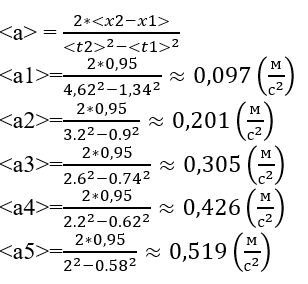 <a> = 2*<x2−x1> / <t2>²−<t1>²
<a1>= 2*0,95 / 4,62²−1,34² ≈ 0,097 (м/с²)
<a2>= 2*0.95 / 3.2²−0.9² ≈ 0,201 (м/с²)
<a3>= 2*0.95 / 2.6²−0.74² ≈ 0,305 (м/с²)
<a4>= 2*0.95 / 2.2²−0.62² ≈ 0,426 (м/с²)
<a5>= 2*0,95 / 2²−0.58² ≈ 0,519 (м/с²)